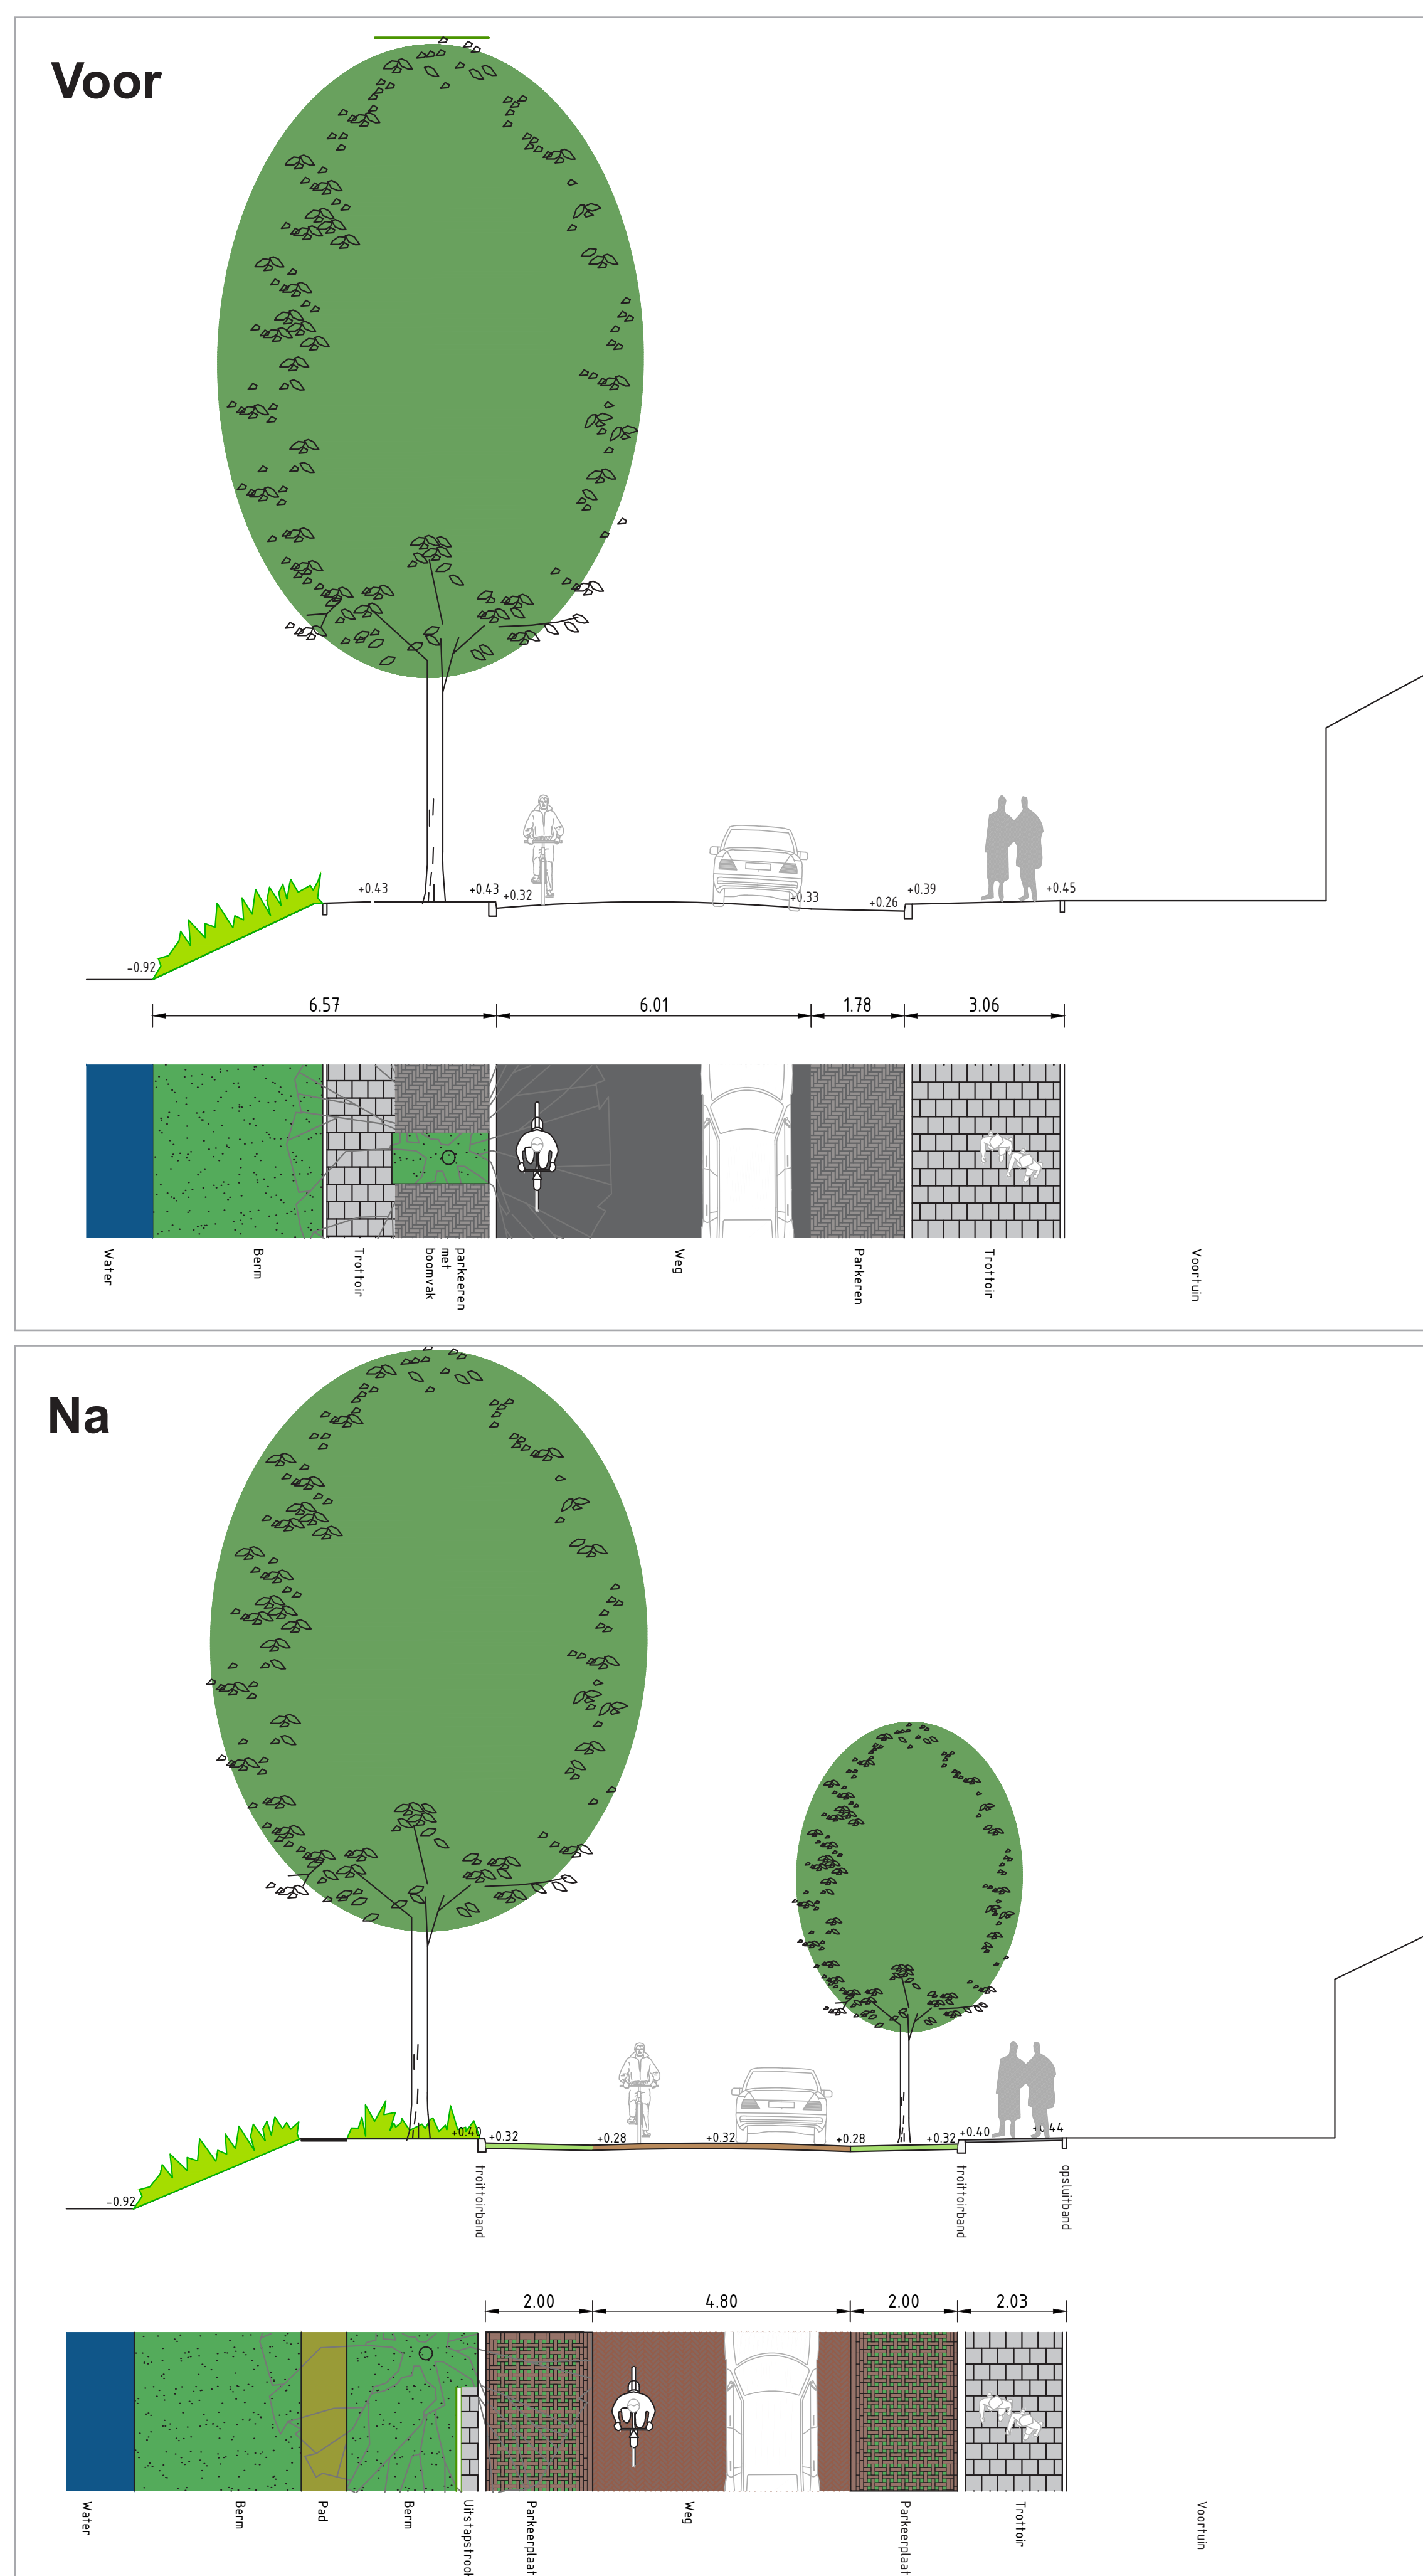 Voor
+0.43
+0.43
+0.32
+0.33
+0.26
+0.39
+0.45
-0.92
6.57
6.01
1.78
3.06
Water
Berm
Trottoir
parkeeren
met
boomvak
Weg
Parkeren
Trottoir
Voortuin
Na
+0.40
+0.32
+0.28
+0.32
+0.28
+0.32
+0.40
-0.92
troittoirband
troittoirband
opsluitband
2.00
4.80
2.00
2.03
Water
Berm
Pad
Berm
Uitstapstrook
Parkeerplaat
Weg
Parkeerplaat
Trottoir
Voortuin